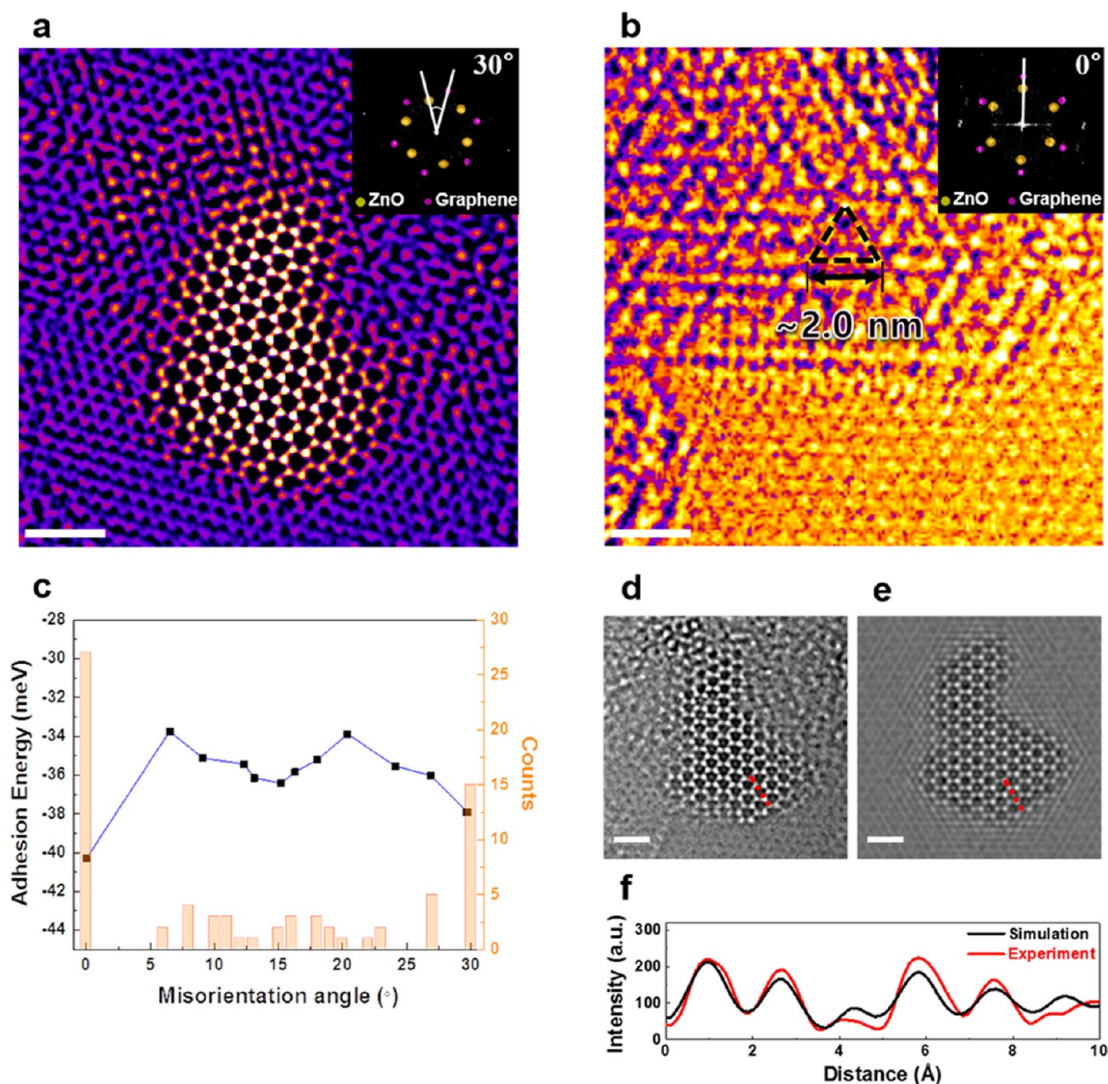 a
30°
ZnO Graphene
b
0°
ZnO Graphene
~2.0 nm
c
-28
-30
-32
-34
-36
-38
-40
-42
-44
Adhesion Energy (meV)
30
25
20
15
10
5
0
Counts
0 5 10 15 20 25 30
Misorientation angle (°)
d
e
f
300
200
100
0
Intensity (a.u.)
Simulation
Experiment
0 2 4 6 8 10
Distance (Å)